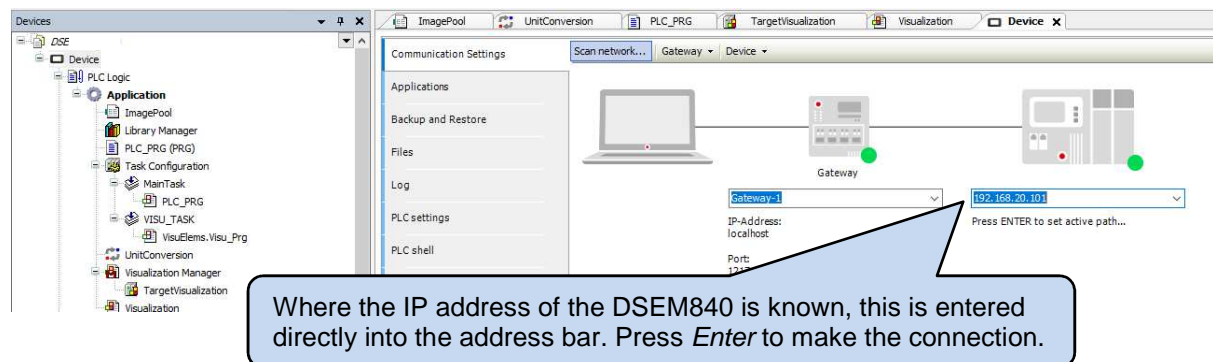 Devices
DSE
Device
PLC Logic
Application
ImagePool
Library Manager
PLC_PRG (PRG)
Task Configuration
MainTask
PLC_PRG
VISU_TASK
VisuElems.Visu_Prg
UnitConversion
Visualization Manager
TargetVisualization
Visualization
ImagePool UnitConversion PLC_PRG TargetVisualization Visualization Device
Communication Settings
Applications
Backup and Restore
Files
Log
PLC settings
PLC shell
Scan network... Gateway Device
Gateway
Gateway-1
192.168.20.101
IP-Address:
localhost
Press ENTER to set active path...
Port:
Where the IP address of the DSEM840 is known, this is entered
directly into the address bar. Press Enter to make the connection.